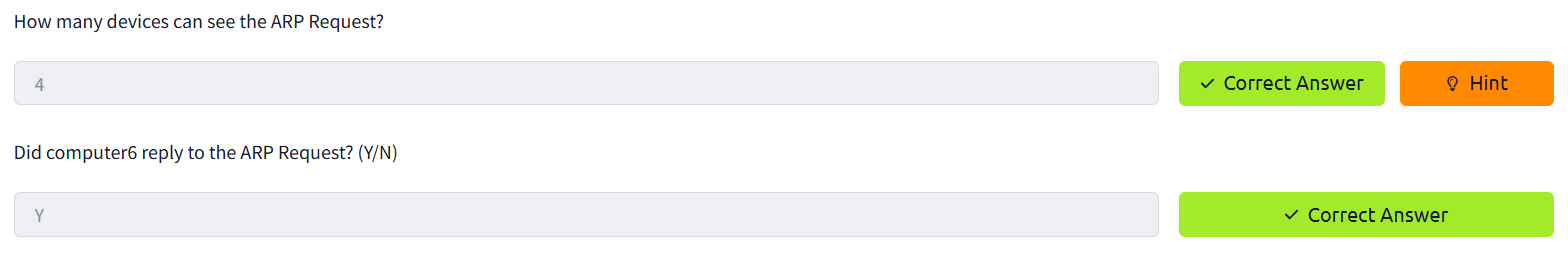 How many devices can see the ARP Request?
4
Correct Answer
Hint
Did computer6 reply to the ARP Request? (Y/N)
Y
Correct Answer